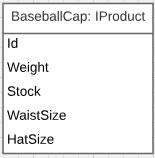 BaseballCap: IProduct
Id
Weight
Stock
WaistSize
HatSize